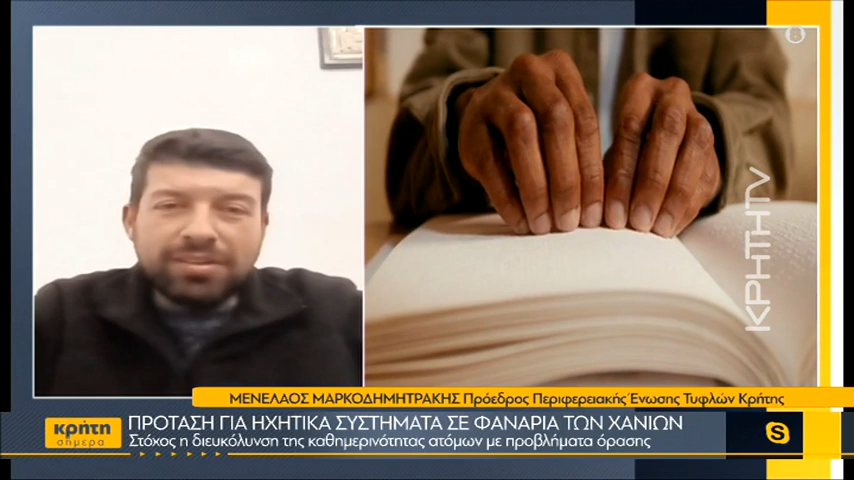 ΚΡΗΤΗTV
ΜΕΝΕΛΑΟΣ ΜΑΡΚΟΔΗΜΗΤΡΑΚΗΣ Πρόεδρος Περιφερειακής Ένωσης Τυφλών Κρήτης
κρήτη
σήμερα
ΠΡΟΤΑΣΗ ΓΙΑ ΗΧΗΤΙΚΑ ΣΥΣΤΗΜΑΤΑ ΣΕ ΦΑΝΑΡΙΑ ΤΩΝ ΧΑΝΙΩΝ
Στόχος η διευκόλυνση της καθημερινότητας ατόμων με προβλήματα όρασης